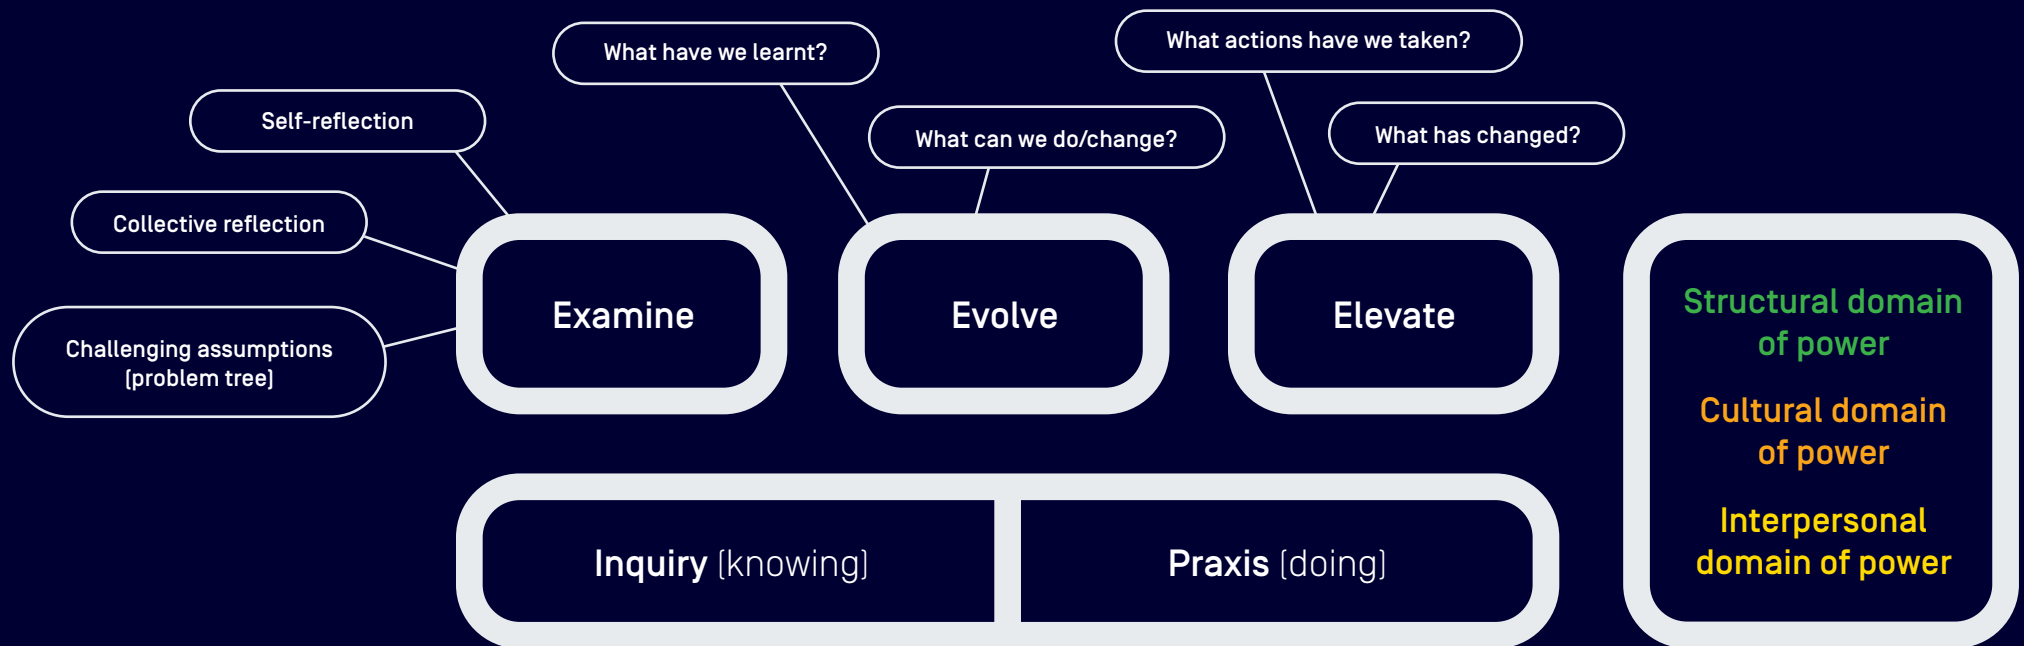 What have we learnt?
What actions have we taken?
Self-reflection
What can we do/change?
What has changed?
Collective reflection
Challenging assumptions
(problem tree)
Examine
Evolve
Elevate
Structural domain
of power
Cultural domain
of power
Interpersonal
domain of power
Inquiry (knowing)
Praxis (doing)